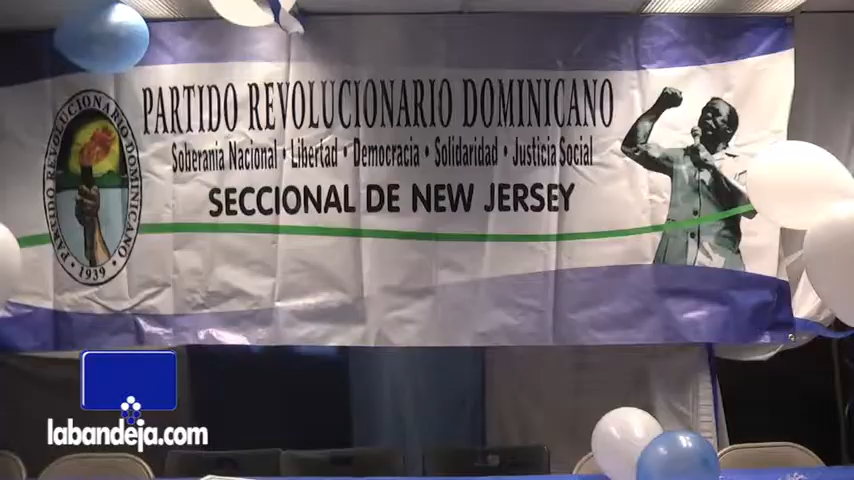 PARTIDO REVOLUCIONARIO DOMINICANO
Soberania Nacional • Libertad • Democracia • Solidaridad • Justicia Social
SECCIONAL DE NEW JERSEY
REVOLUCIONARIO DOMINICANO
PARTIDO
1939
labandeja.com